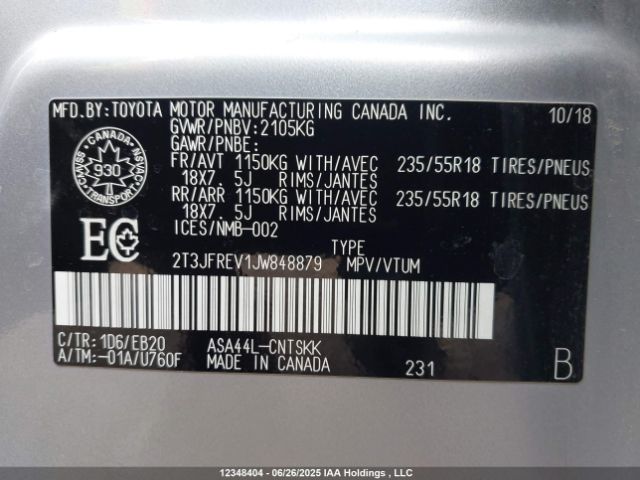 MFD.BY:TOYOTA MOTOR MANUFACTURING CANADA INC. 10/18
GVWR/PNBV:2105KG
GAWR/PNBE:
FR/AVT 1150KG WITH/AVEC 235/55R18 TIRES/PNEUS
18X7.5J RIMS/JANTES
RR/ARR 1150KG WITH/AVEC 235/55R18 TIRES/PNEUS
18X7.5J RIMS/JANTES
ICES/NMB-002
CANADA
930
TRANSPORT
EC
TYPE
2T3JFREV1JW848879 MPV/VTUM
C/TR:1D6/EB20 ASA44L-CNTSKK
A/TM:-01A/U760F MADE IN CANADA 231 B
12348404 - 06/26/2025 IAA Holdings , LLC